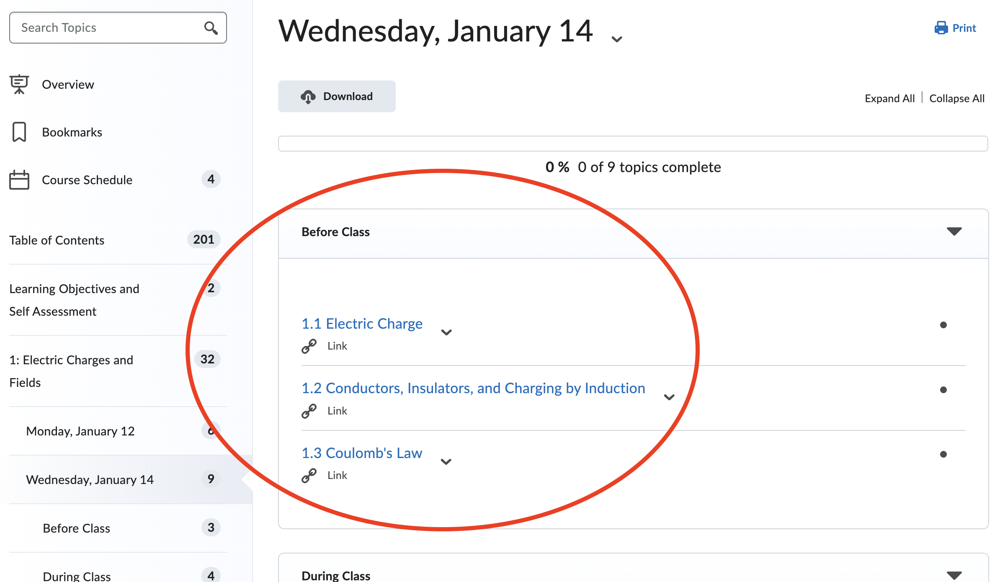 Search Topics
Overview
Bookmarks
Course Schedule 4
Table of Contents 201
Learning Objectives and 2
Self Assessment
1: Electric Charges and 32
Fields
Monday, January 12 6
Wednesday, January 14 9
Before Class 3
During Class 4
Wednesday, January 14
Print
Download
Expand All | Collapse All
0 % 0 of 9 topics complete
Before Class
1.1 Electric Charge
Link
1.2 Conductors, Insulators, and Charging by Induction
Link
1.3 Coulomb's Law
Link
During Class